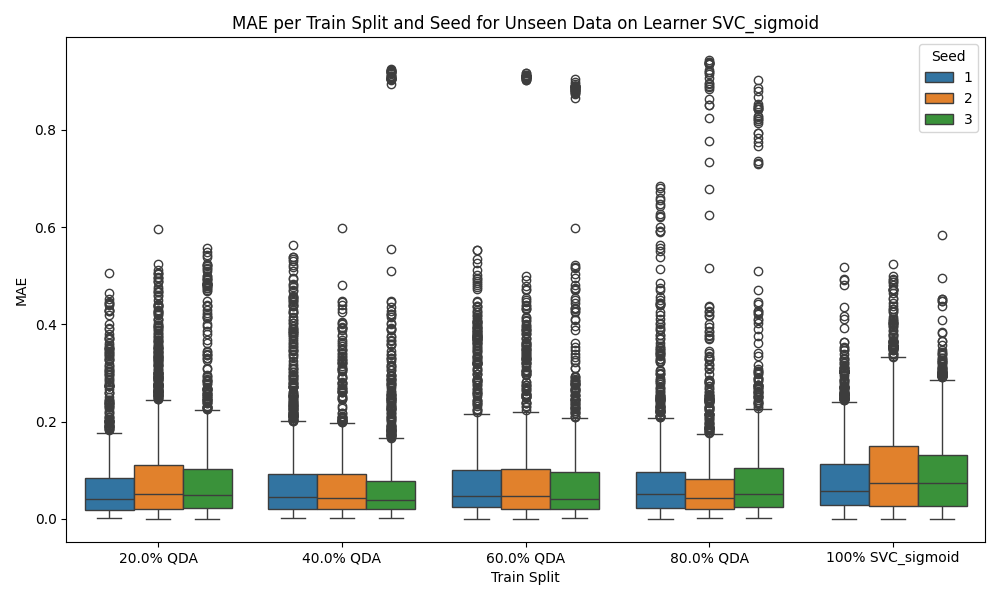 MAE per Train Split and Seed for Unseen Data on Learner SVC_sigmoid
Seed
1
2
3
MAE
0.8
0.6
0.4
0.2
0.0
20.0% QDA
40.0% QDA
60.0% QDA
80.0% QDA
100% SVC_sigmoid
Train Split